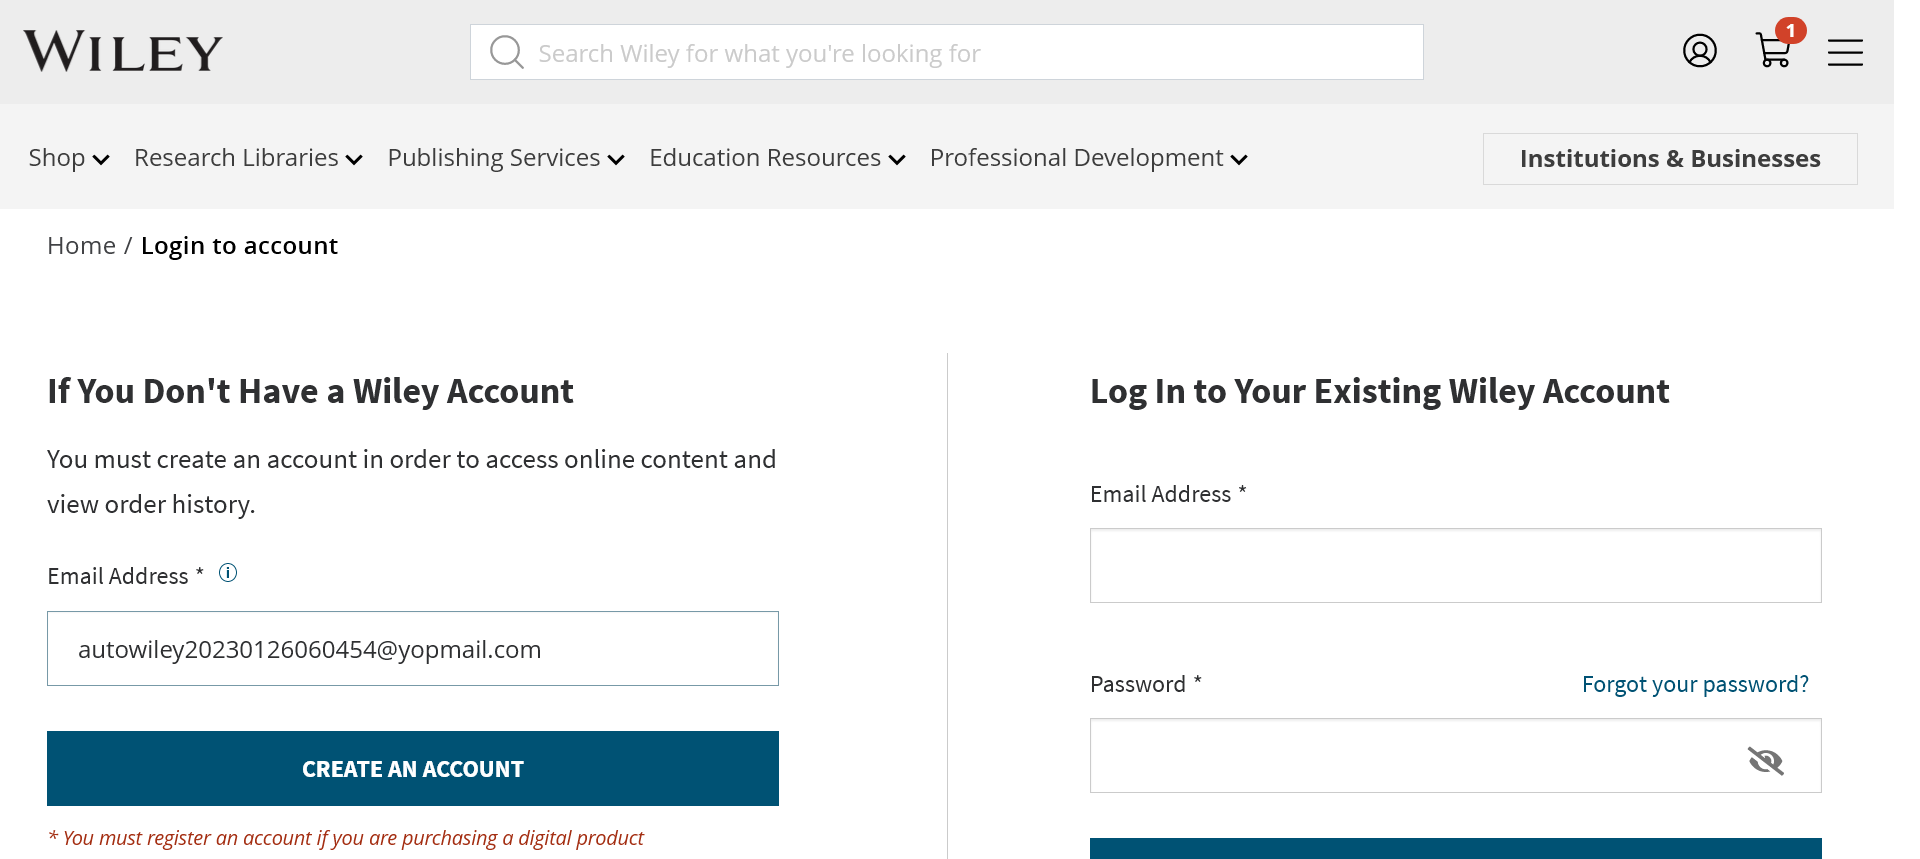 WILEY
Search Wiley for what you're looking for
1
Shop
Research Libraries
Publishing Services
Education Resources
Professional Development
Institutions & Businesses
Home / Login to account
If You Don't Have a Wiley Account
You must create an account in order to access online content and
view order history.
Email Address *
autowiley20230126060454@yopmail.com
CREATE AN ACCOUNT
* You must register an account if you are purchasing a digital product
Log In to Your Existing Wiley Account
Email Address *
Password *
Forgot your password?